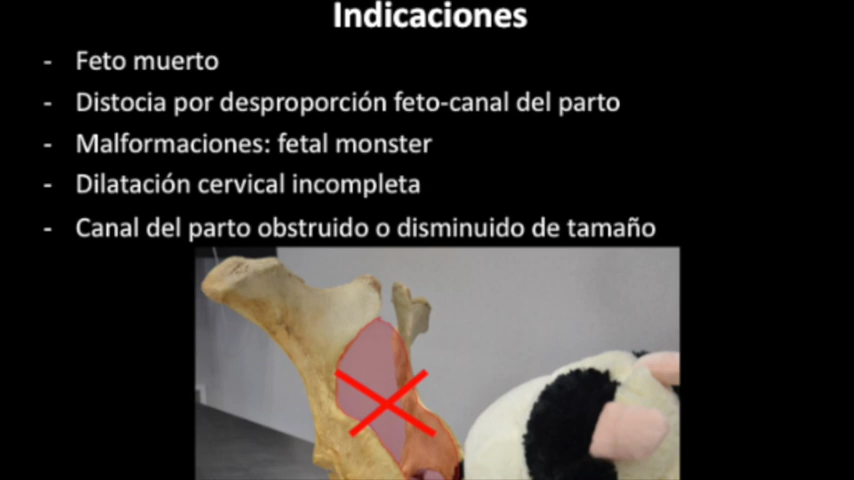 Indicaciones
- Feto muerto
- Distocia por desproporción feto-canal del parto
- Malformaciones: fetal monster
- Dilatación cervical incompleta
- Canal del parto obstruido o disminuido de tamaño